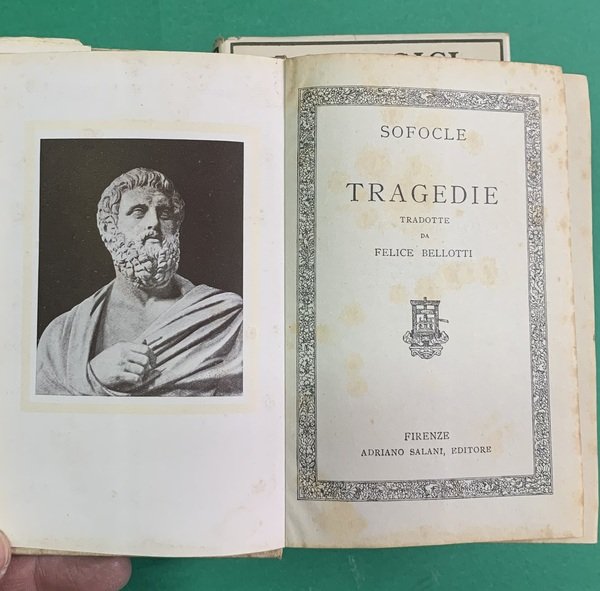 SOFOCLE
TRAGEDIE
TRADOTTE
DA
FELICE BELLOTTI
FIRENZE
ADRIANO SALANI, EDITORE